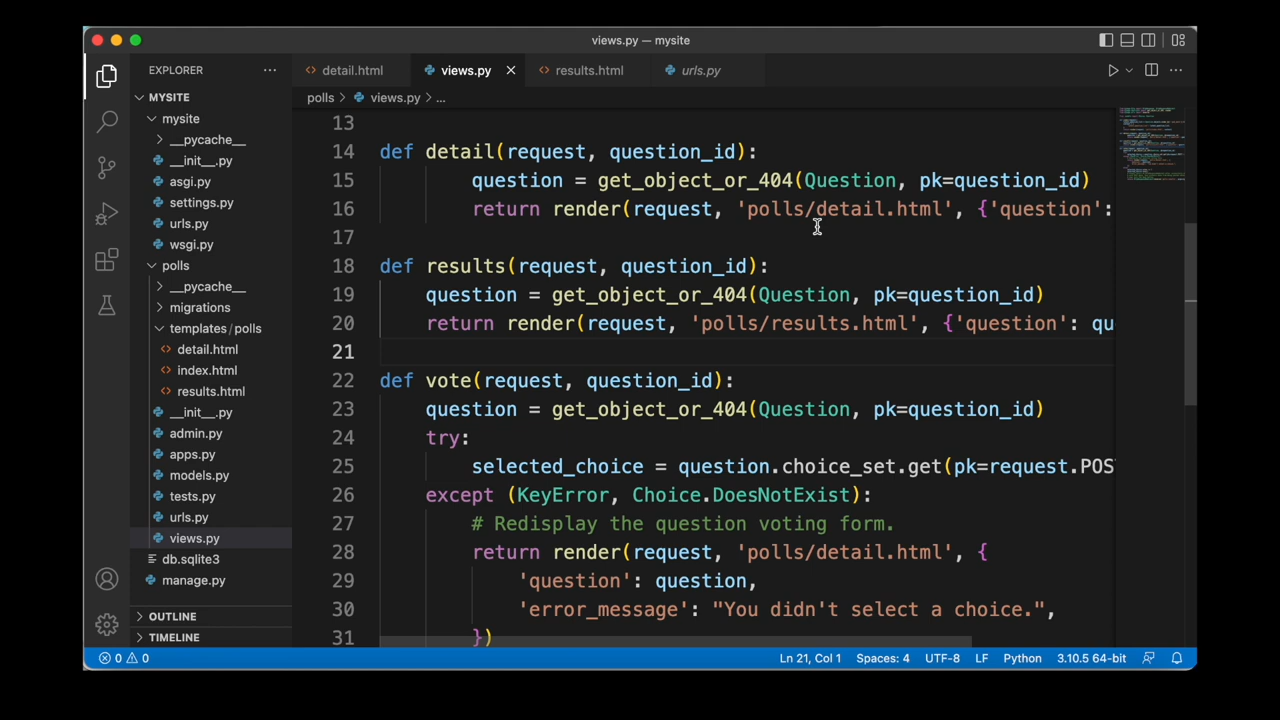 views.py — mysite
EXPLORER
detail.html
views.py
results.html
urls.py
MYSITE
mysite
__pycache__
__init__.py
asgi.py
settings.py
urls.py
wsgi.py
polls
__pycache__
migrations
templates/polls
detail.html
index.html
results.html
__init__.py
admin.py
apps.py
models.py
tests.py
urls.py
views.py
db.sqlite3
manage.py
OUTLINE
TIMELINE
polls > views.py > ...
13
14 def detail(request, question_id):
15 question = get_object_or_404(Question, pk=question_id)
16 return render(request, 'polls/detail.html', {'question':
17
18 def results(request, question_id):
19 question = get_object_or_404(Question, pk=question_id)
20 return render(request, 'polls/results.html', {'question': qu
21
22 def vote(request, question_id):
23 question = get_object_or_404(Question, pk=question_id)
24 try:
25 selected_choice = question.choice_set.get(pk=request.POS
26 except (KeyError, Choice.DoesNotExist):
27 # Redisplay the question voting form.
28 return render(request, 'polls/detail.html', {
29 'question': question,
30 'error_message': "You didn't select a choice.",
31 })
0 0
Ln 21, Col 1
Spaces: 4
UTF-8
LF
Python
3.10.5 64-bit